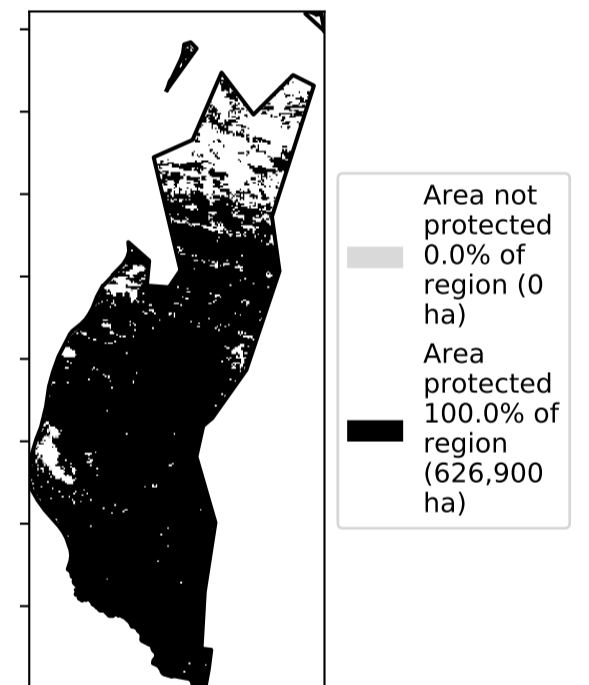 Area not
protected
0.0% of
region (0
ha)
Area
protected
100.0% of
region
(626,900
ha)